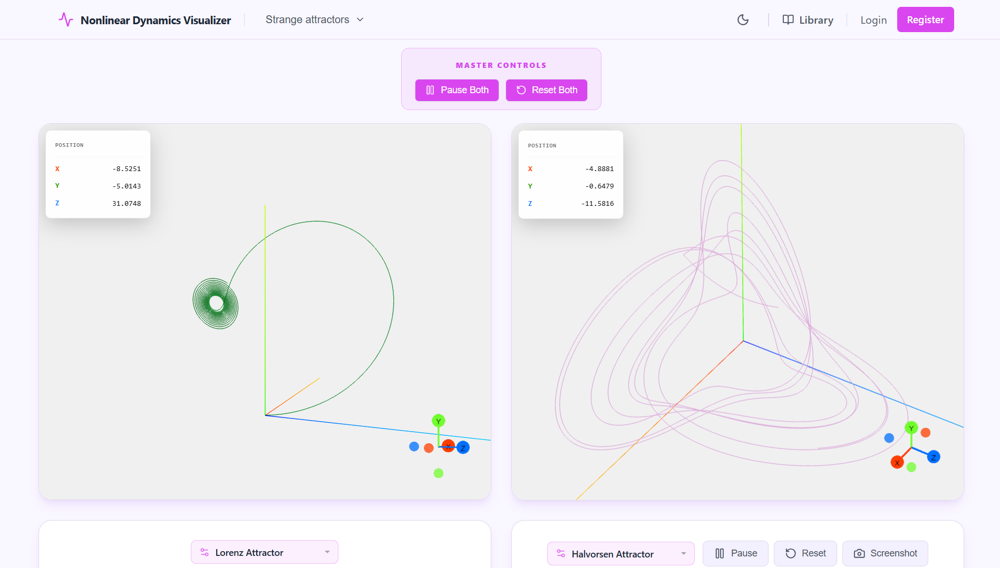 Nonlinear Dynamics Visualizer
Strange attractors
Library
Login
Register
MASTER CONTROLS
Pause Both
Reset Both
POSITION
X -8.5251
Y -5.0143
Z 31.0748
Y
X
Z
POSITION
X -4.8881
Y -0.6479
Z -11.5816
Y
X
Z
Lorenz Attractor
Halvorsen Attractor
Pause
Reset
Screenshot